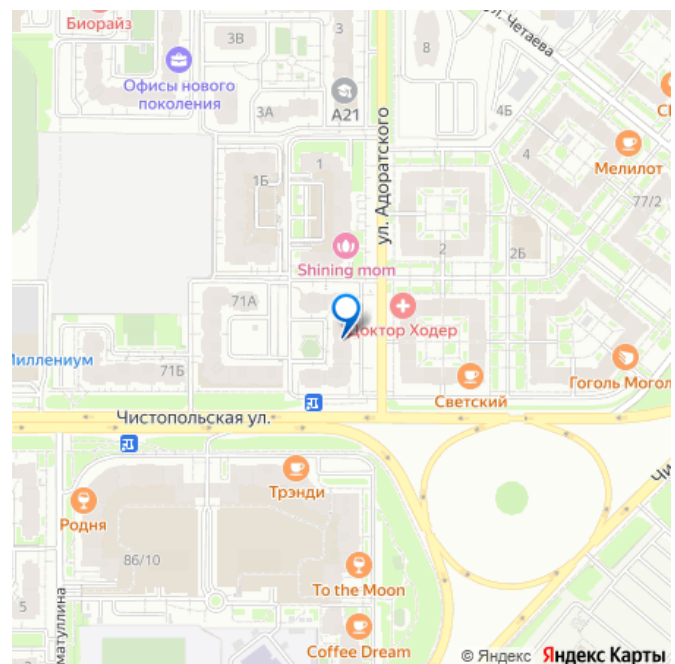 Биорайз
3В
3
ул. Четаева
8
Офисы нового
поколения
3А
А21
4Б
4
Мелилот
77/2
1Б
1
ул. Адоратского
2
2Б
Shining mom
71А
Доктор Ходер
Миллениум
71Б
Гоголь Могол
Светский
Чистопольская ул.
Трэнди
Родня
86/10
To the Moon
5
Coffee Dream
© Яндекс Яндекс Карты